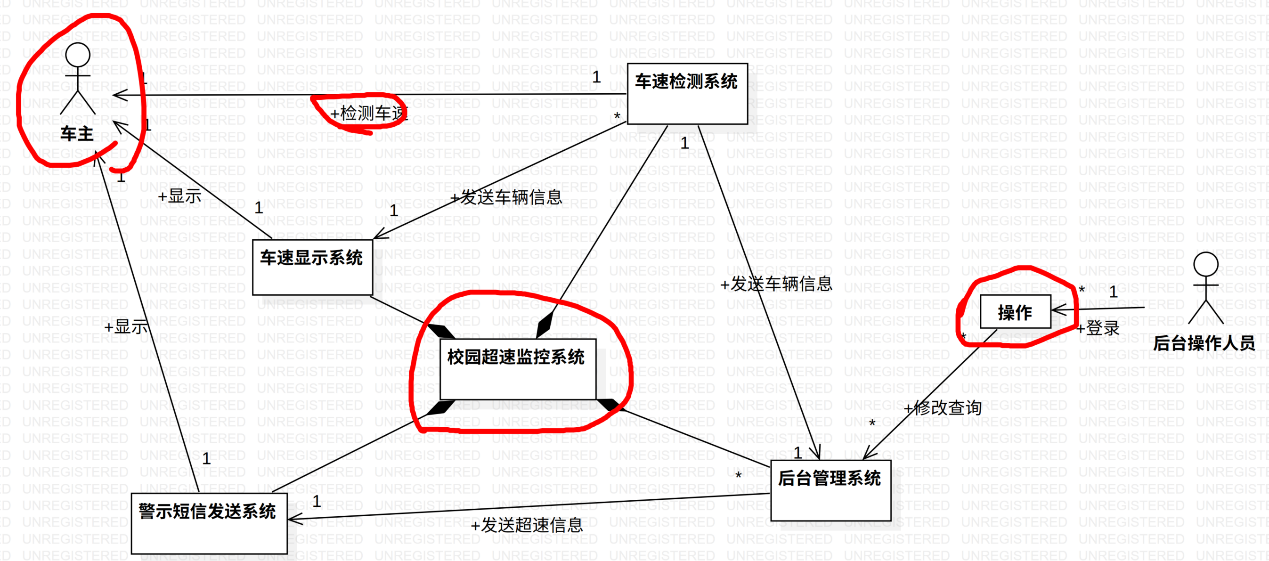 车速检测系统
1
1
+检测车速
*
车主
1
1
1
+显示
1
1
+发送车辆信息
车速显示系统
+发送车辆信息
+显示
操作
*
1
+登录
*
后台操作人员
校园超速监控系统
+修改查询
*
1
1
*
后台管理系统
警示短信发送系统
1
+发送超速信息
UNREGISTERED